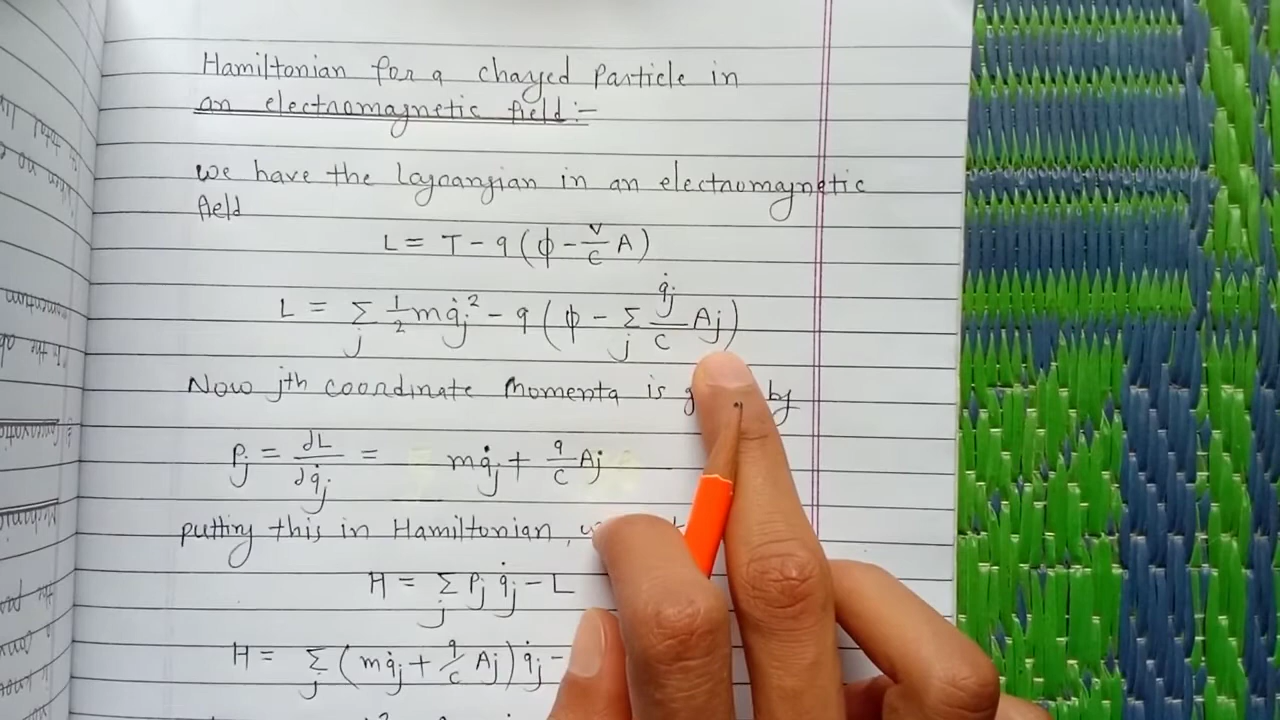 Hamiltonian for a charged Particle in
an electromagnetic field:-
we have the Lagrangian in an electromagnetic
field
L = T - q(ϕ - v/c A)
L = Σ_j 1/2 m q̇_j² - q(ϕ - Σ_j q̇_j/c A_j)
Now jth coordinate momenta is by
P_j = ∂L/∂q̇_j = m q̇_j + q/c A_j
putting this in Hamiltonian,
H = Σ_j P_j q̇_j - L
H = Σ_j (m q̇_j + q/c A_j) q̇_j -